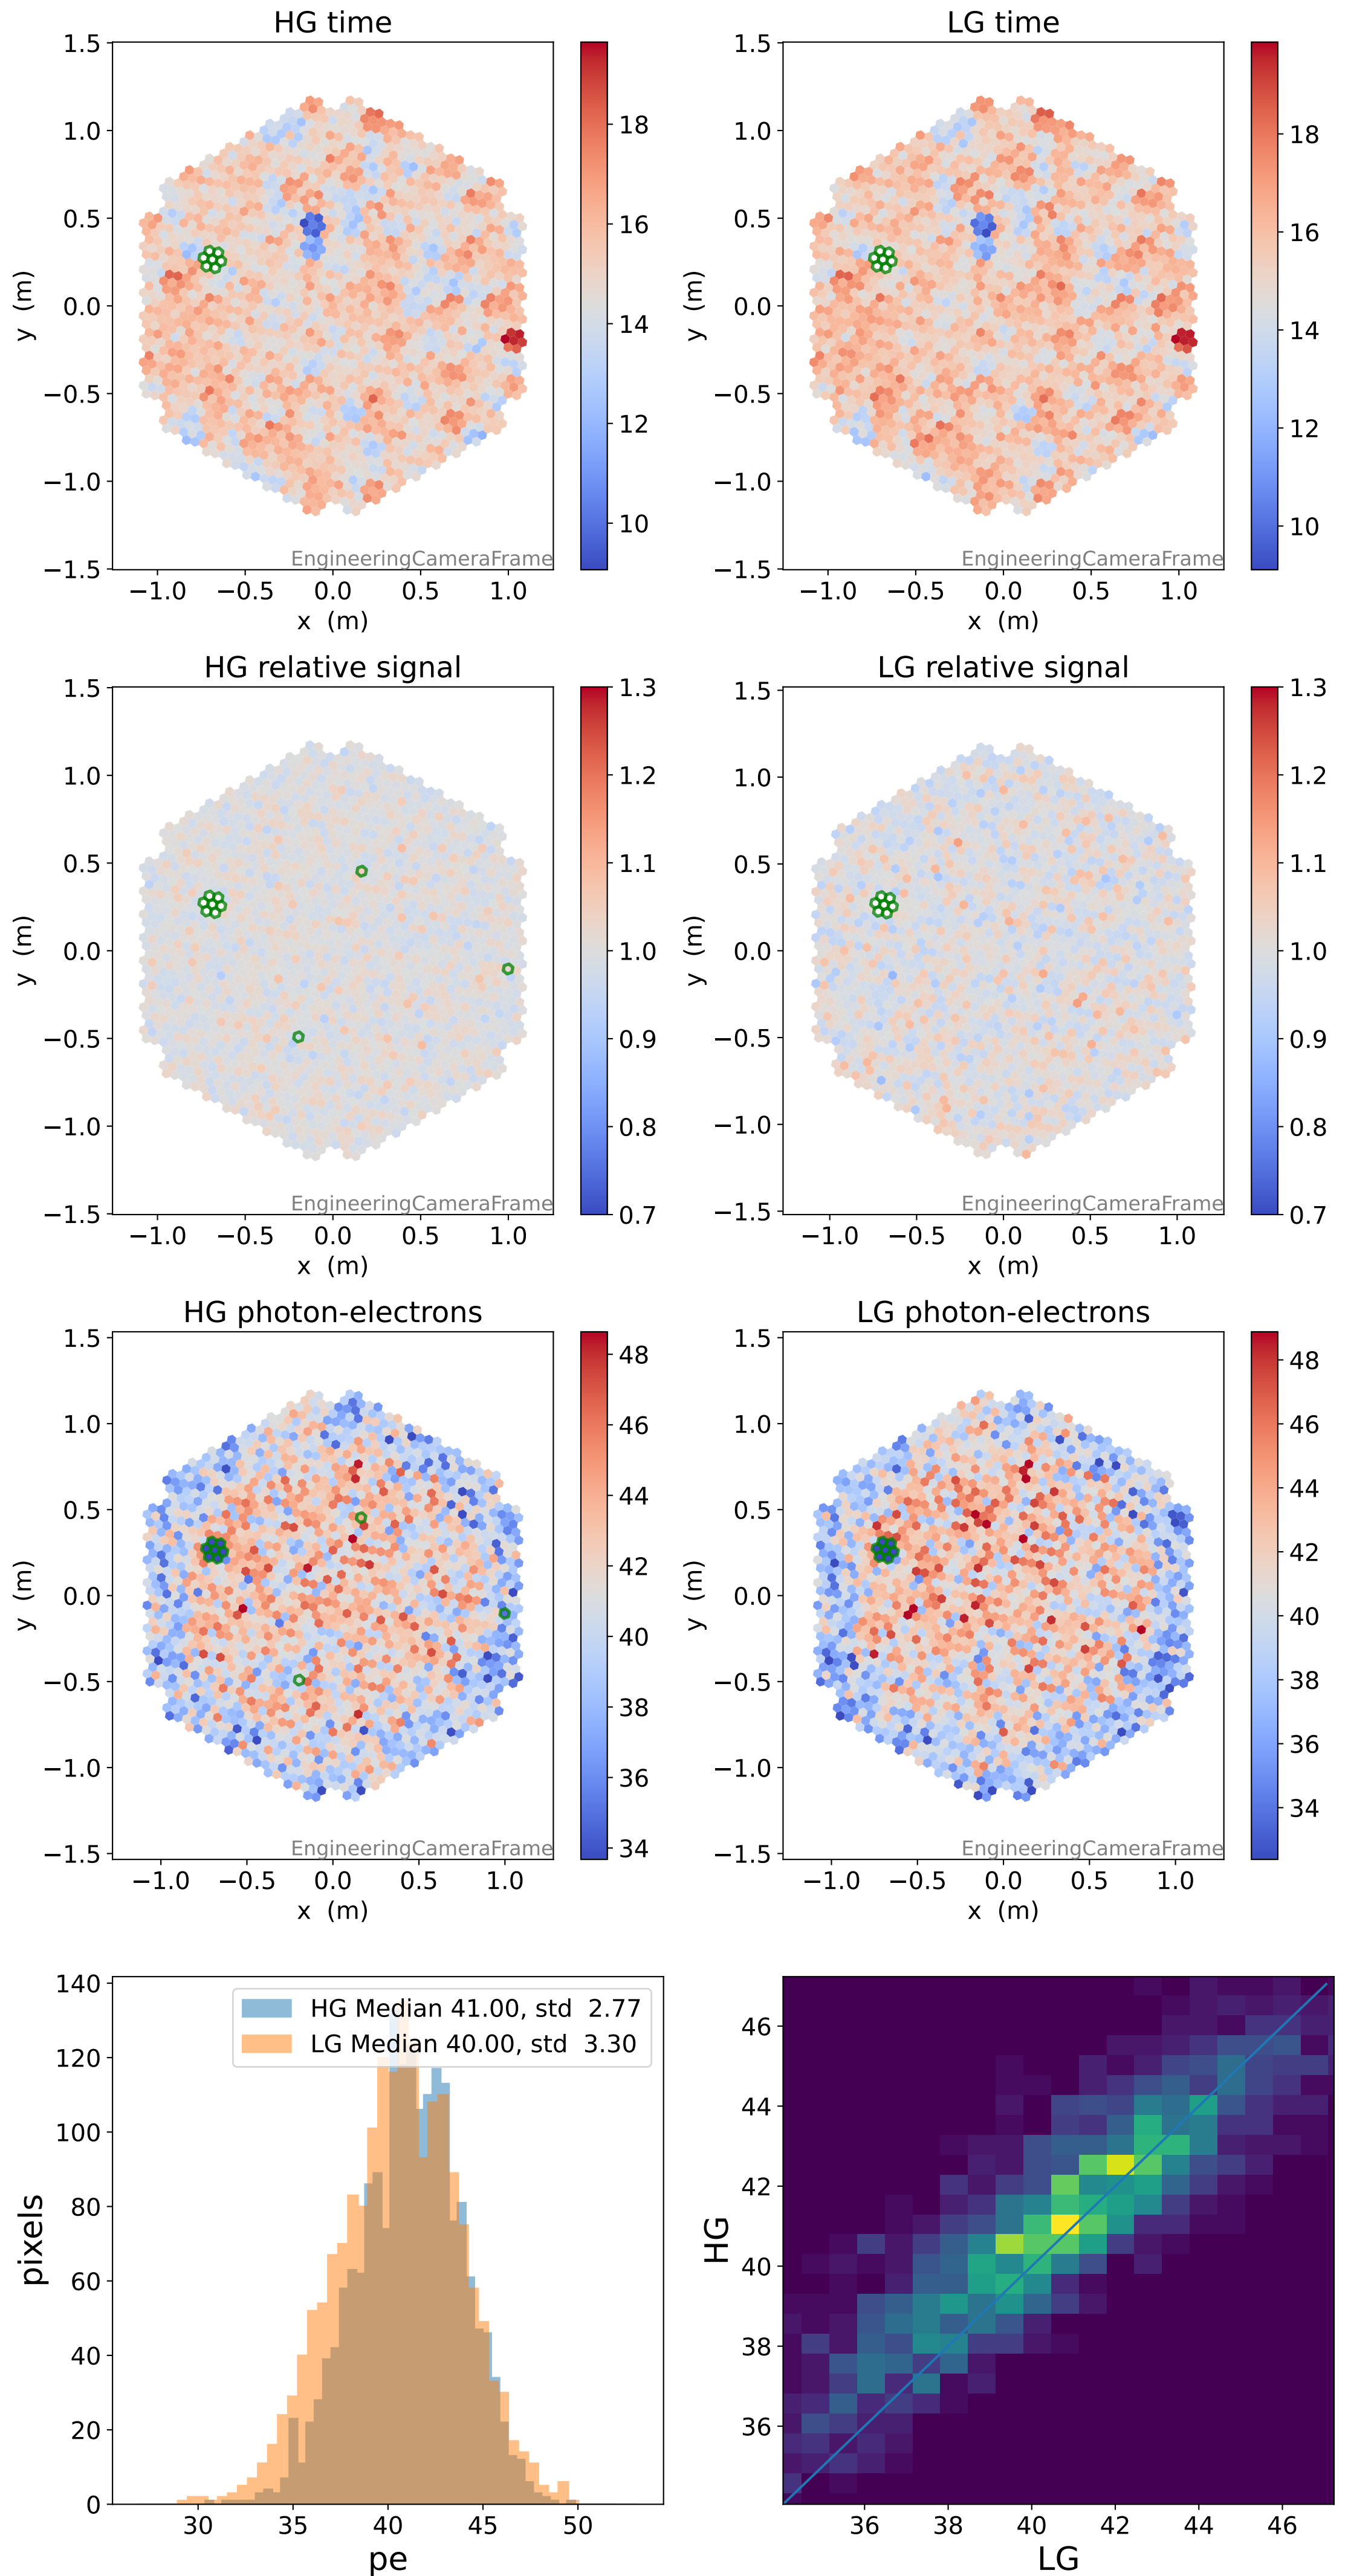 HG time
LG time
1.5
1.0
0.5
0.0
−0.5
−1.0
−1.5
y (m)
−1.0 −0.5 0.0 0.5 1.0
x (m)
EngineeringCameraFrame
18
16
14
12
10
1.5
1.0
0.5
0.0
−0.5
−1.0
−1.5
y (m)
−1.0 −0.5 0.0 0.5 1.0
x (m)
EngineeringCameraFrame
18
16
14
12
10
HG relative signal
LG relative signal
1.5
1.0
0.5
0.0
−0.5
−1.0
−1.5
y (m)
−1.0 −0.5 0.0 0.5 1.0
x (m)
EngineeringCameraFrame
1.3
1.2
1.1
1.0
0.9
0.8
0.7
1.5
1.0
0.5
0.0
−0.5
−1.0
−1.5
y (m)
−1.0 −0.5 0.0 0.5 1.0
x (m)
EngineeringCameraFrame
1.3
1.2
1.1
1.0
0.9
0.8
0.7
HG photon-electrons
LG photon-electrons
1.5
1.0
0.5
0.0
−0.5
−1.0
−1.5
y (m)
−1.0 −0.5 0.0 0.5 1.0
x (m)
EngineeringCameraFrame
48
46
44
42
40
38
36
34
1.5
1.0
0.5
0.0
−0.5
−1.0
−1.5
y (m)
−1.0 −0.5 0.0 0.5 1.0
x (m)
EngineeringCameraFrame
48
46
44
42
40
38
36
34
140
120
100
80
60
40
20
0
pixels
HG Median 41.00, std 2.77
LG Median 40.00, std 3.30
30 35 40 45 50
pe
46
44
42
40
38
36
HG
36 38 40 42 44 46
LG